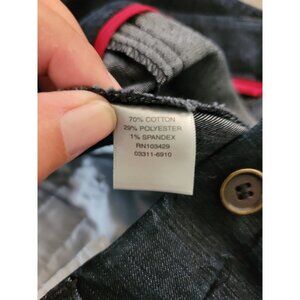 70% COTTON
29% POLYESTER
1% SPANDEX
RN103429
03311-6910